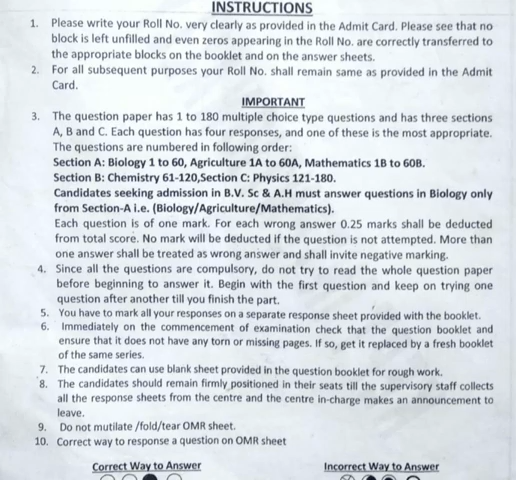 INSTRUCTIONS
1. Please write your Roll No. very clearly as provided in the Admit Card. Please see that no
block is left unfilled and even zeros appearing in the Roll No. are correctly transferred to
the appropriate blocks on the booklet and on the answer sheets.
2. For all subsequent purposes your Roll No. shall remain same as provided in the Admit
Card.
IMPORTANT
3. The question paper has 1 to 180 multiple choice type questions and has three sections
A, B and C. Each question has four responses, and one of these is the most appropriate.
The questions are numbered in following order:
Section A: Biology 1 to 60, Agriculture 1A to 60A, Mathematics 1B to 60B.
Section B: Chemistry 61-120,Section C: Physics 121-180.
Candidates seeking admission in B.V. Sc & A.H must answer questions in Biology only
from Section-A i.e. (Biology/Agriculture/Mathematics).
Each question is of one mark. For each wrong answer 0.25 marks shall be deducted
from total score. No mark will be deducted if the question is not attempted. More than
one answer shall be treated as wrong answer and shall invite negative marking.
4. Since all the questions are compulsory, do not try to read the whole question paper
before beginning to answer it. Begin with the first question and keep on trying one
question after another till you finish the part.
5. You have to mark all your responses on a separate response sheet provided with the booklet.
6. Immediately on the commencement of examination check that the question booklet and
ensure that it does not have any torn or missing pages. If so, get it replaced by a fresh booklet
of the same series.
7. The candidates can use blank sheet provided in the question booklet for rough work.
8. The candidates should remain firmly positioned in their seats till the supervisory staff collects
all the response sheets from the centre and the centre in-charge makes an announcement to
leave.
9. Do not mutilate /fold/tear OMR sheet.
10. Correct way to response a question on OMR sheet
Correct Way to Answer Incorrect Way to Answer